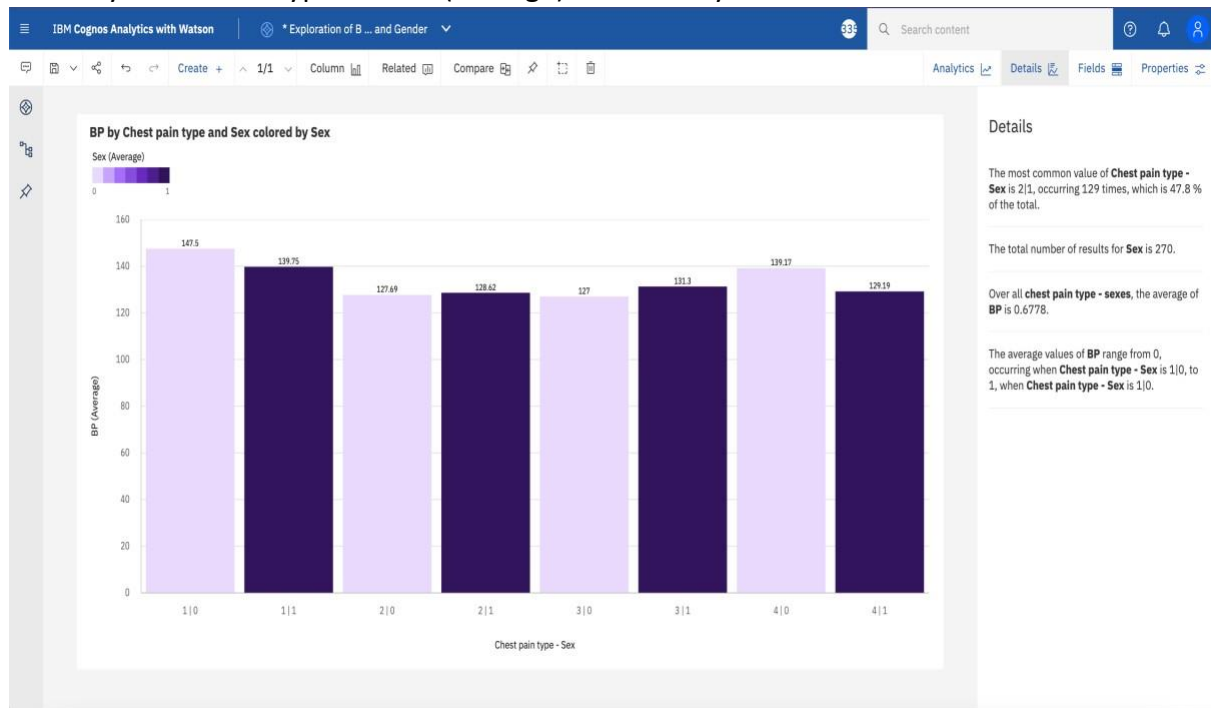 IBM Cognos Analytics with Watson
* Exploration of B ... and Gender
Search content
Create +
1/1
Column
Related
Compare
Analytics
Details
Fields
Properties
BP by Chest pain type and Sex colored by Sex
Sex (Average)
0 1
BP (Average)
160
140
120
100
80
60
40
20
0
147.5
139.75
127.69
128.62
127
131.3
139.17
129.19
1|0
1|1
2|0
2|1
3|0
3|1
4|0
4|1
Chest pain type - Sex
Details
The most common value of Chest pain type -
Sex is 2|1, occurring 129 times, which is 47.8 %
of the total.
The total number of results for Sex is 270.
Over all chest pain type - sexes, the average of
BP is 0.6778.
The average values of BP range from 0,
occurring when Chest pain type - Sex is 1|0, to
1, when Chest pain type - Sex is 1|0.